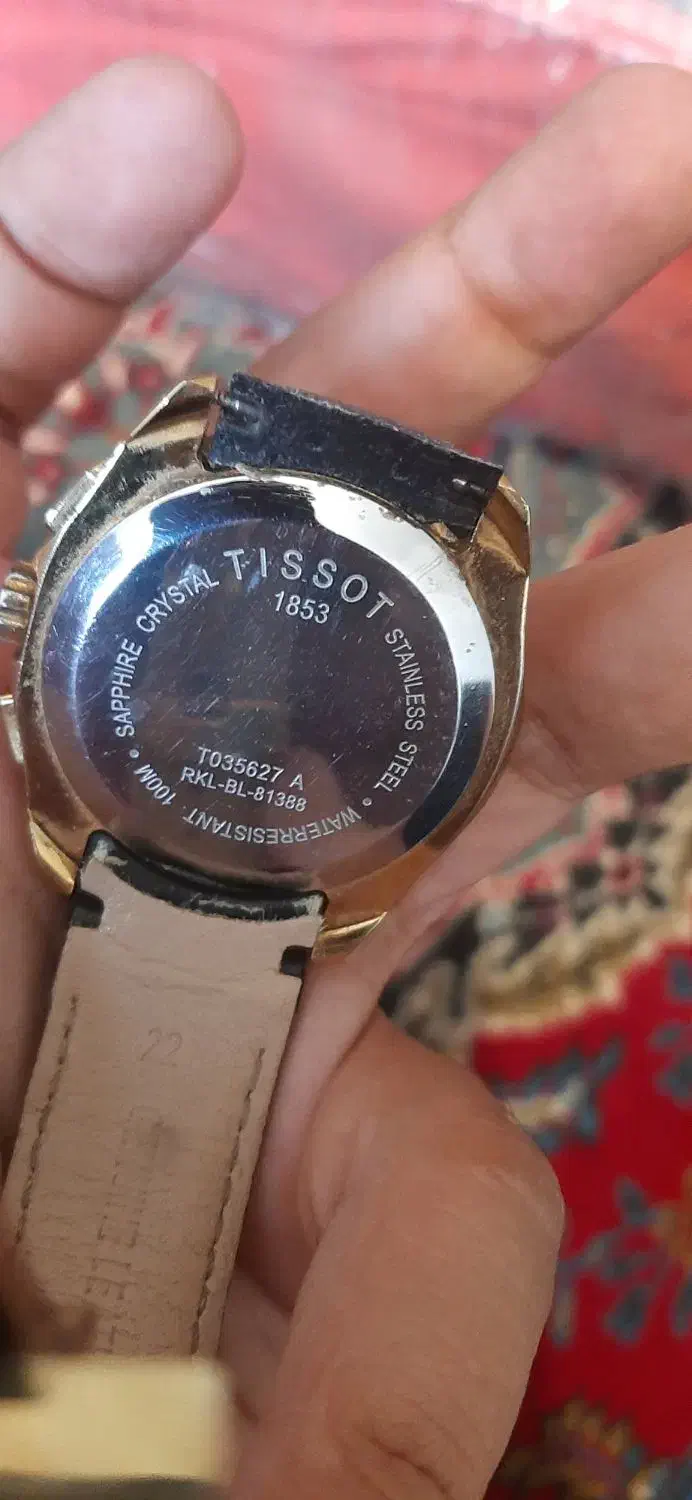 TISSOT
1853
SAPPHIRE CRYSTAL
STAINLESS STEEL •
T035627 A
RKL-BL-81388
WATERRESISTANT 100M •
22